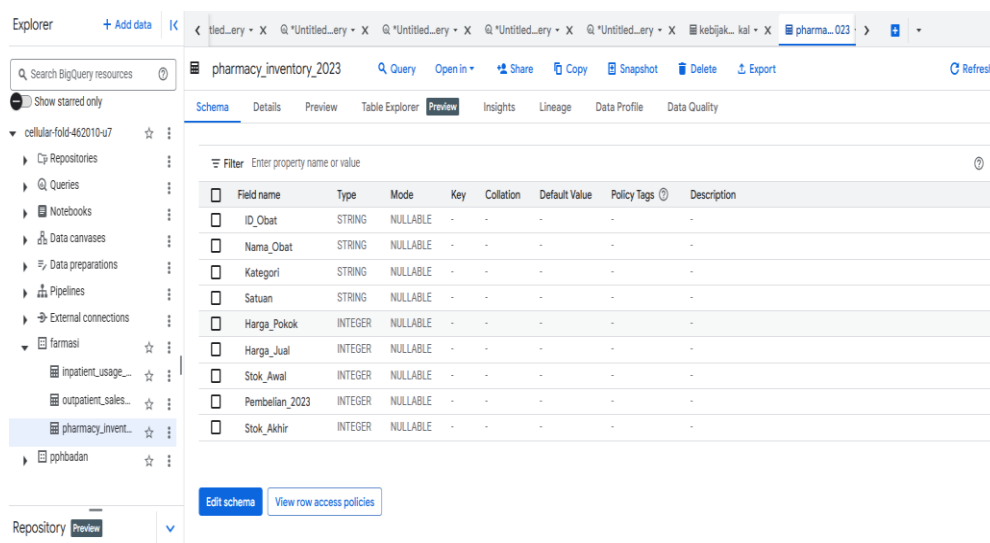 Explorer + Add data
tled…ery × *Untitled…ery × *Untitled…ery × *Untitled…ery × *Untitled…ery × kebijak… kal × pharma… 023
Search BigQuery resources
Show starred only
cellular-fold-462010-u7
Repositories
Queries
Notebooks
Data canvases
Data preparations
Pipelines
External connections
farmasi
inpatient_usage_…
outpatient_sales…
pharmacy_invent…
pphbadan
Repository Preview
pharmacy_inventory_2023 Query Open in Share Copy Snapshot Delete Export Refresh
Schema Details Preview Table Explorer Preview Insights Lineage Data Profile Data Quality
Filter Enter property name or value
Field name Type Mode Key Collation Default Value Policy Tags Description
ID_Obat STRING NULLABLE - - - - -
Nama_Obat STRING NULLABLE - - - - -
Kategori STRING NULLABLE - - - - -
Satuan STRING NULLABLE - - - - -
Harga_Pokok INTEGER NULLABLE - - - - -
Harga_Jual INTEGER NULLABLE - - - - -
Stok_Awal INTEGER NULLABLE - - - - -
Pembelian_2023 INTEGER NULLABLE - - - - -
Stok_Akhir INTEGER NULLABLE - - - - -
Edit schema View row access policies